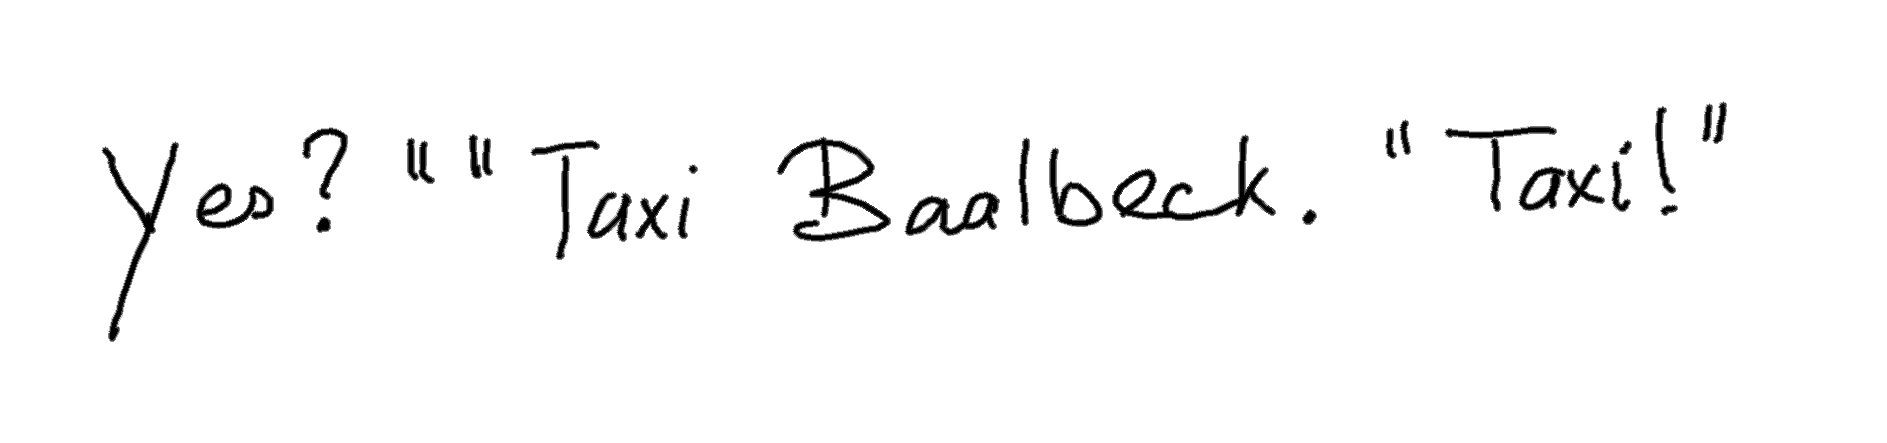 Yes? " " Taxi Baalbeck. " Taxi! "